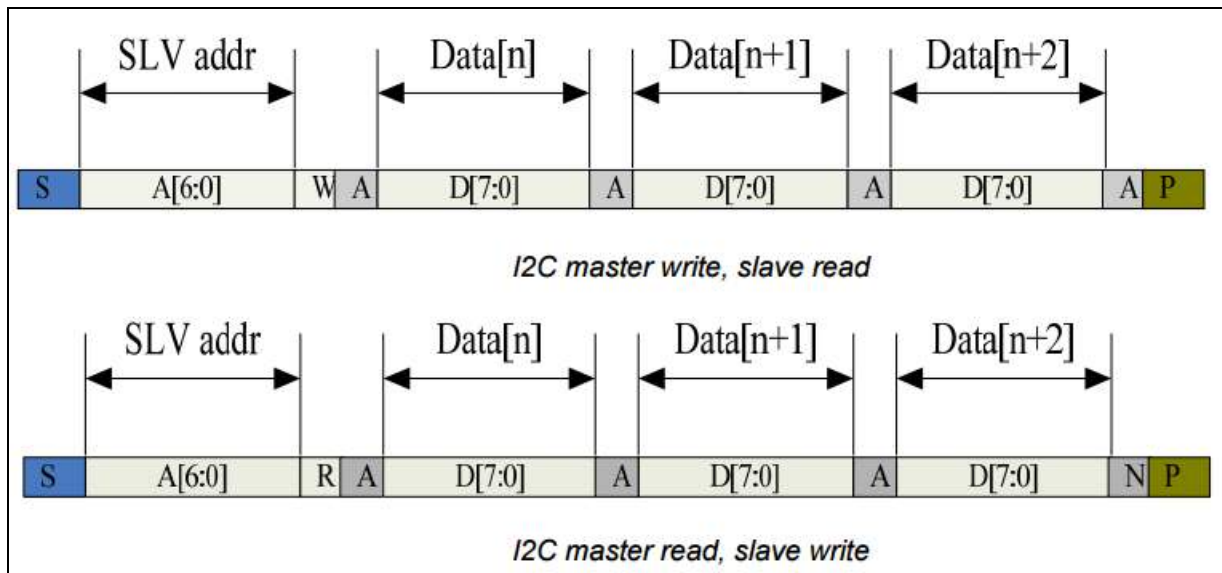 SLV addr Data[n] Data[n+1] Data[n+2]
S A[6:0] W A D[7:0] A D[7:0] A D[7:0] A P
I2C master write, slave read
SLV addr Data[n] Data[n+1] Data[n+2]
S A[6:0] R A D[7:0] A D[7:0] A D[7:0] N P
I2C master read, slave write